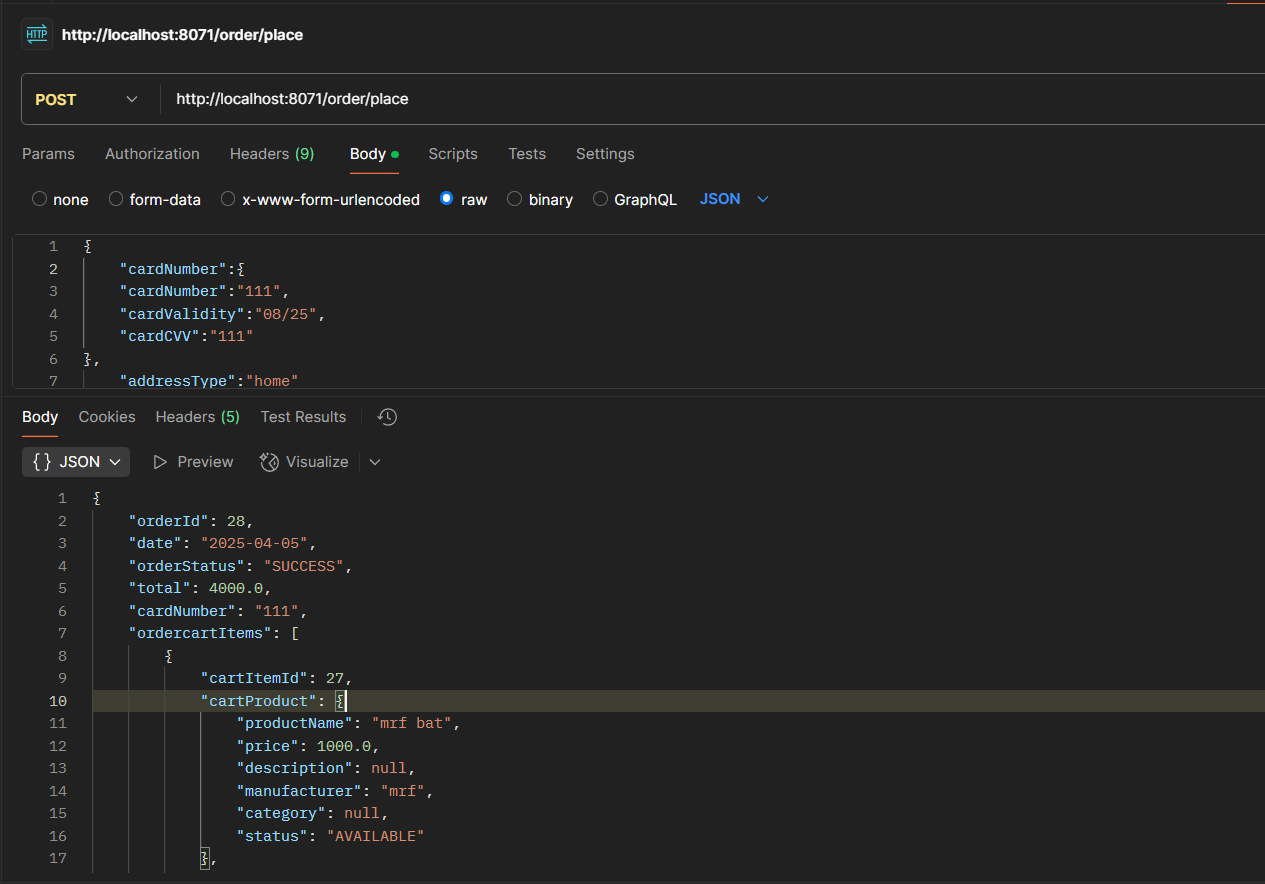 HTTP http://localhost:8071/order/place
POST http://localhost:8071/order/place
Params Authorization Headers (9) Body Scripts Tests Settings
none form-data x-www-form-urlencoded raw binary GraphQL JSON
1 {
2 "cardNumber":{
3 "cardNumber":"111",
4 "cardValidity":"08/25",
5 "cardCVV":"111"
6 },
7 "addressType":"home"
Body Cookies Headers (5) Test Results
{} JSON Preview Visualize
1 {
2 "orderId": 28,
3 "date": "2025-04-05",
4 "orderStatus": "SUCCESS",
5 "total": 4000.0,
6 "cardNumber": "111",
7 "ordercartItems": [
8 {
9 "cartItemId": 27,
10 "cartProduct": {
11 "productName": "mrf bat",
12 "price": 1000.0,
13 "description": null,
14 "manufacturer": "mrf",
15 "category": null,
16 "status": "AVAILABLE"
17 },